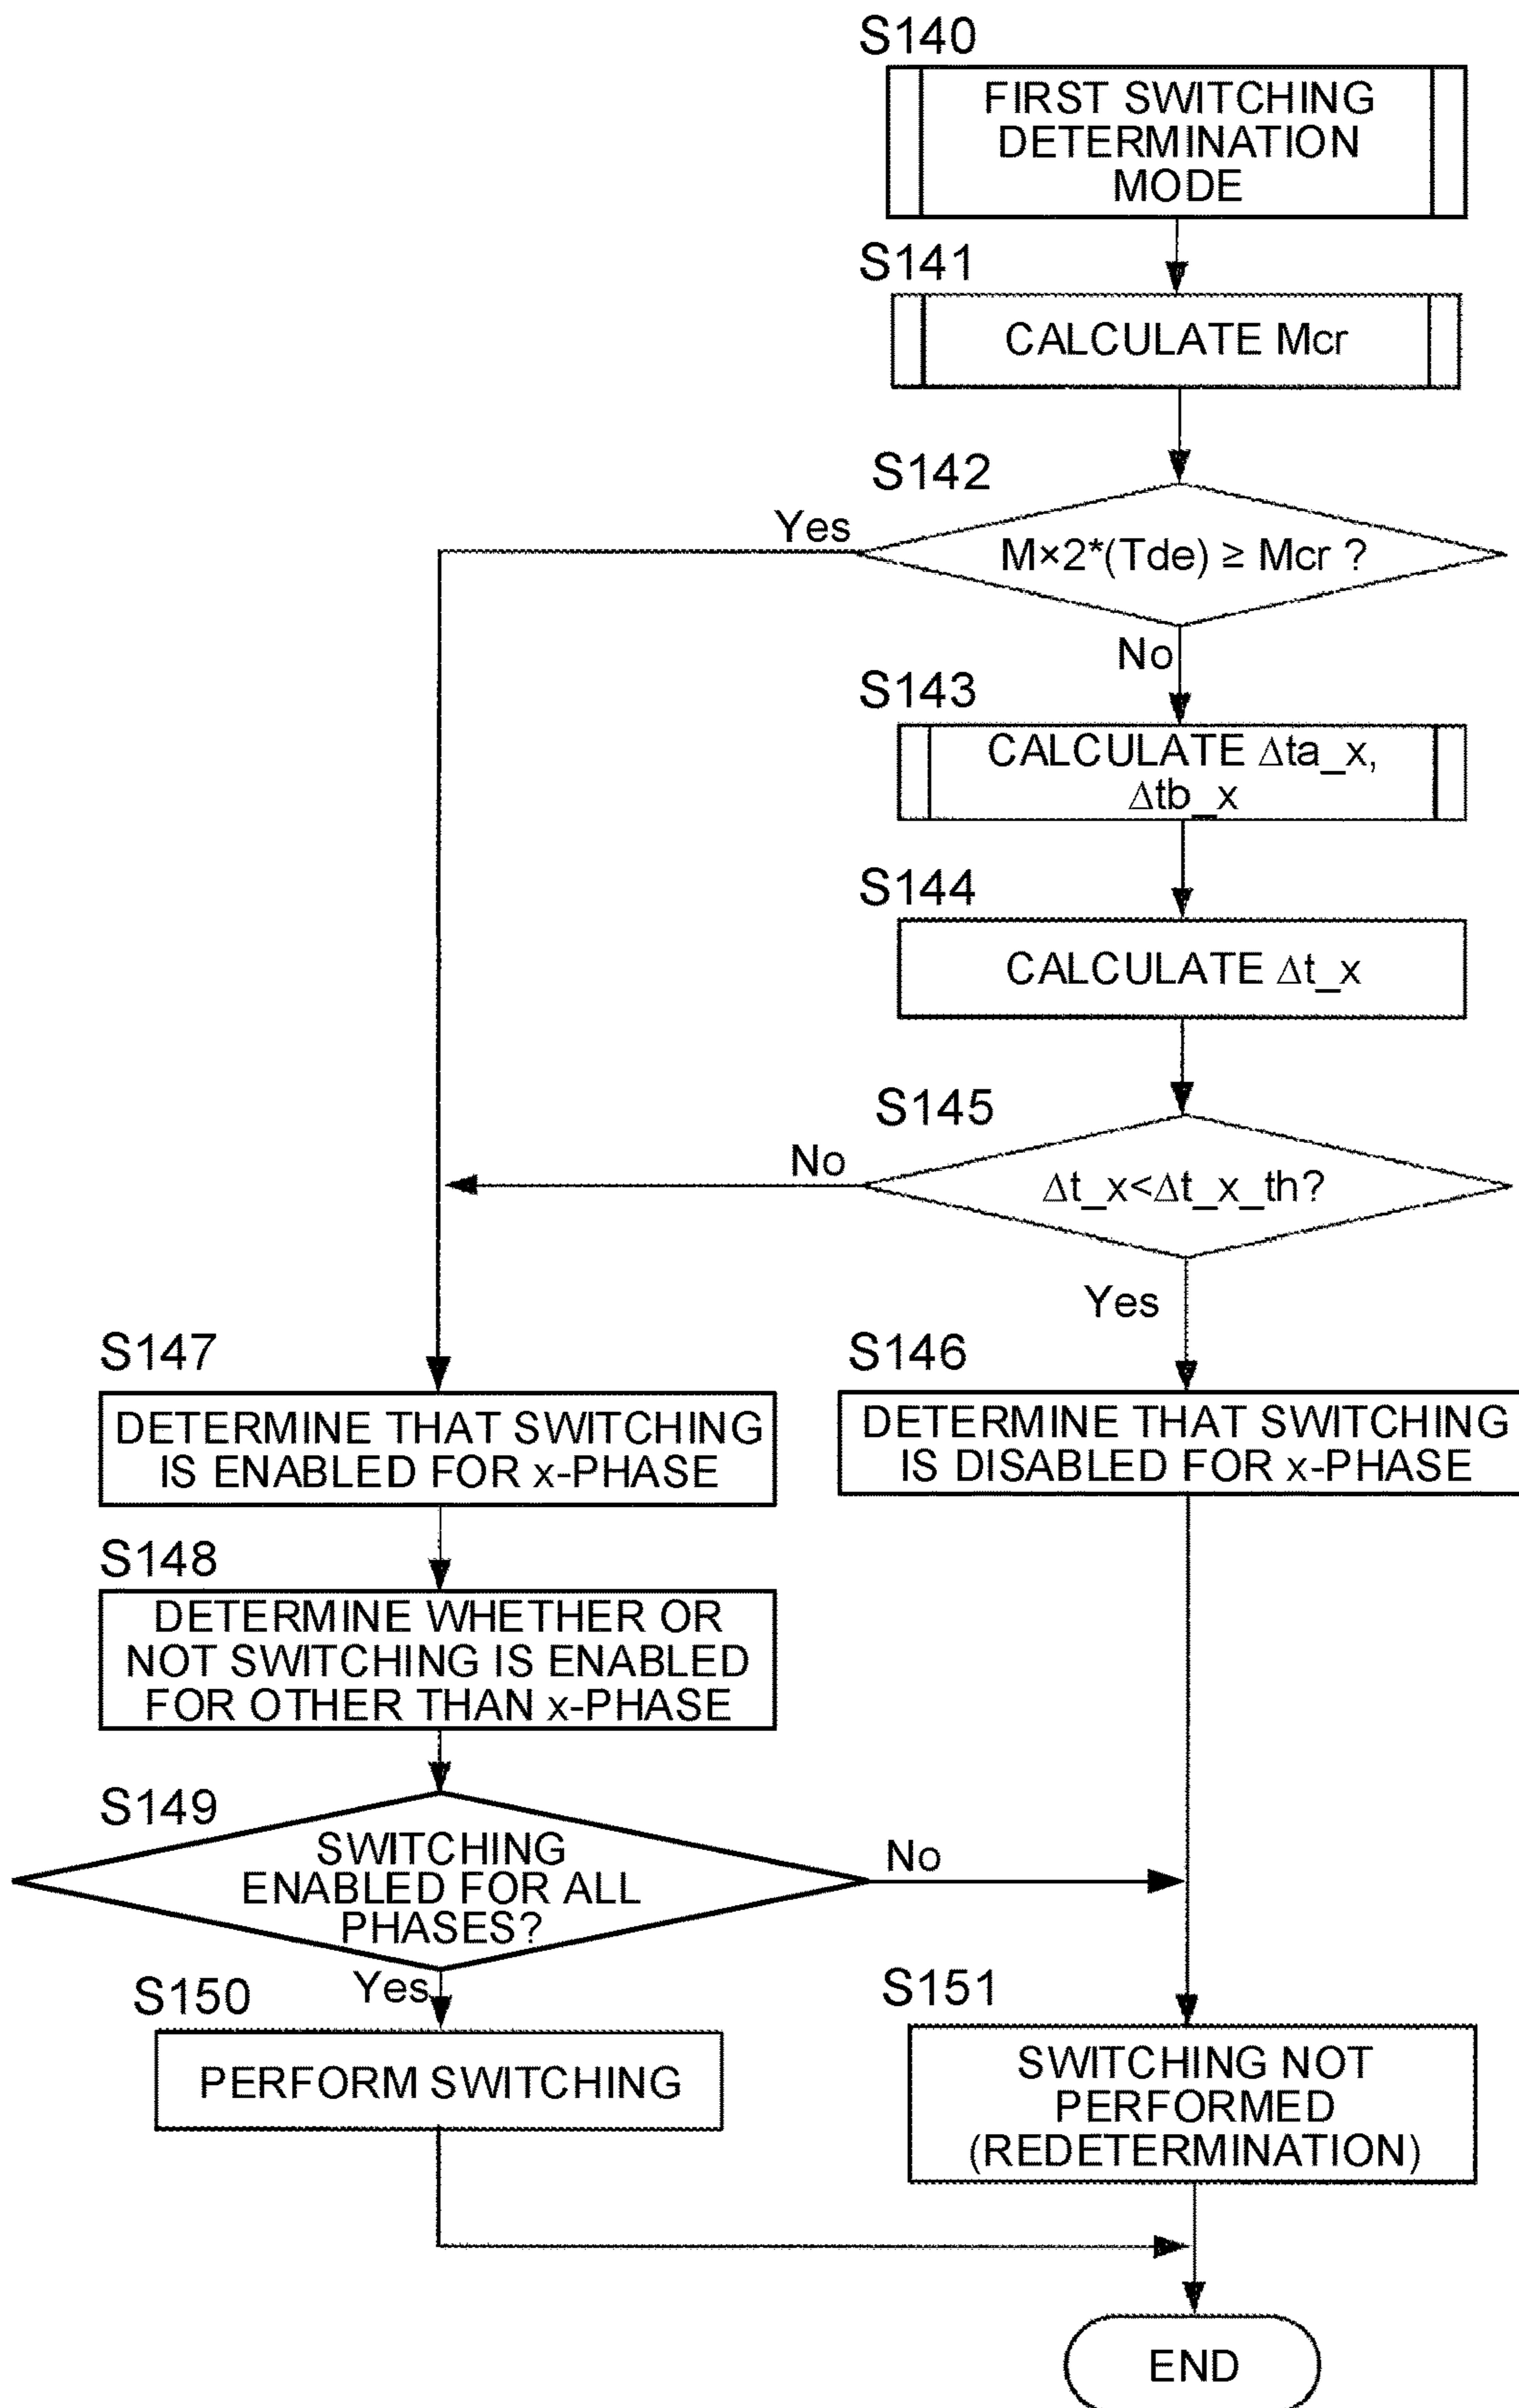 S140
FIRST SWITCHING
DETERMINATION
MODE
S141
CALCULATE Mcr
S142
Yes
M×2*(Tde) ≥ Mcr ?
No
S143
CALCULATE Δta_x,
Δtb_x
S144
CALCULATE Δt_x
S145
No
Δt_x<Δt_x_th?
Yes
S147
DETERMINE THAT SWITCHING
IS ENABLED FOR x-PHASE
S146
DETERMINE THAT SWITCHING
IS DISABLED FOR x-PHASE
S148
DETERMINE WHETHER OR
NOT SWITCHING IS ENABLED
FOR OTHER THAN x-PHASE
S149
SWITCHING
ENABLED FOR ALL
PHASES?
No
Yes
S150
PERFORM SWITCHING
S151
SWITCHING NOT
PERFORMED
(REDETERMINATION)
END